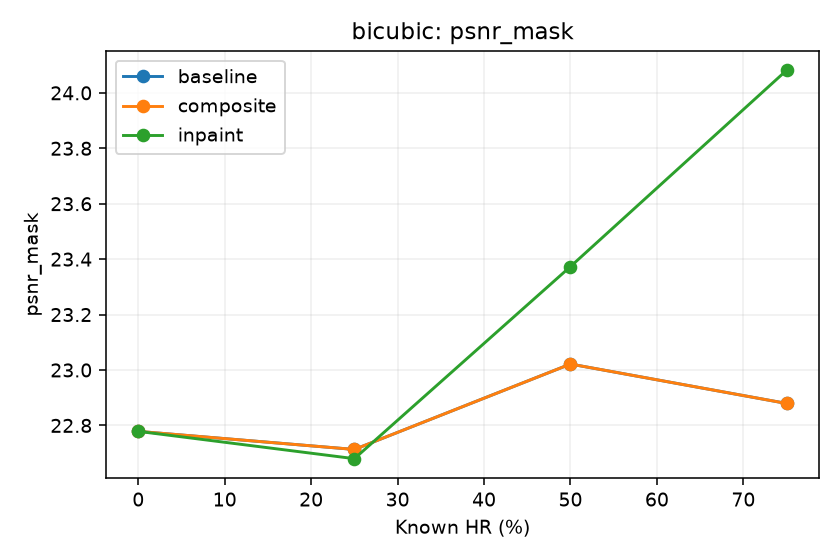 bicubic: psnr_mask
baseline
composite
inpaint
psnr_mask
24.0
23.8
23.6
23.4
23.2
23.0
22.8
0 10 20 30 40 50 60 70
Known HR (%)